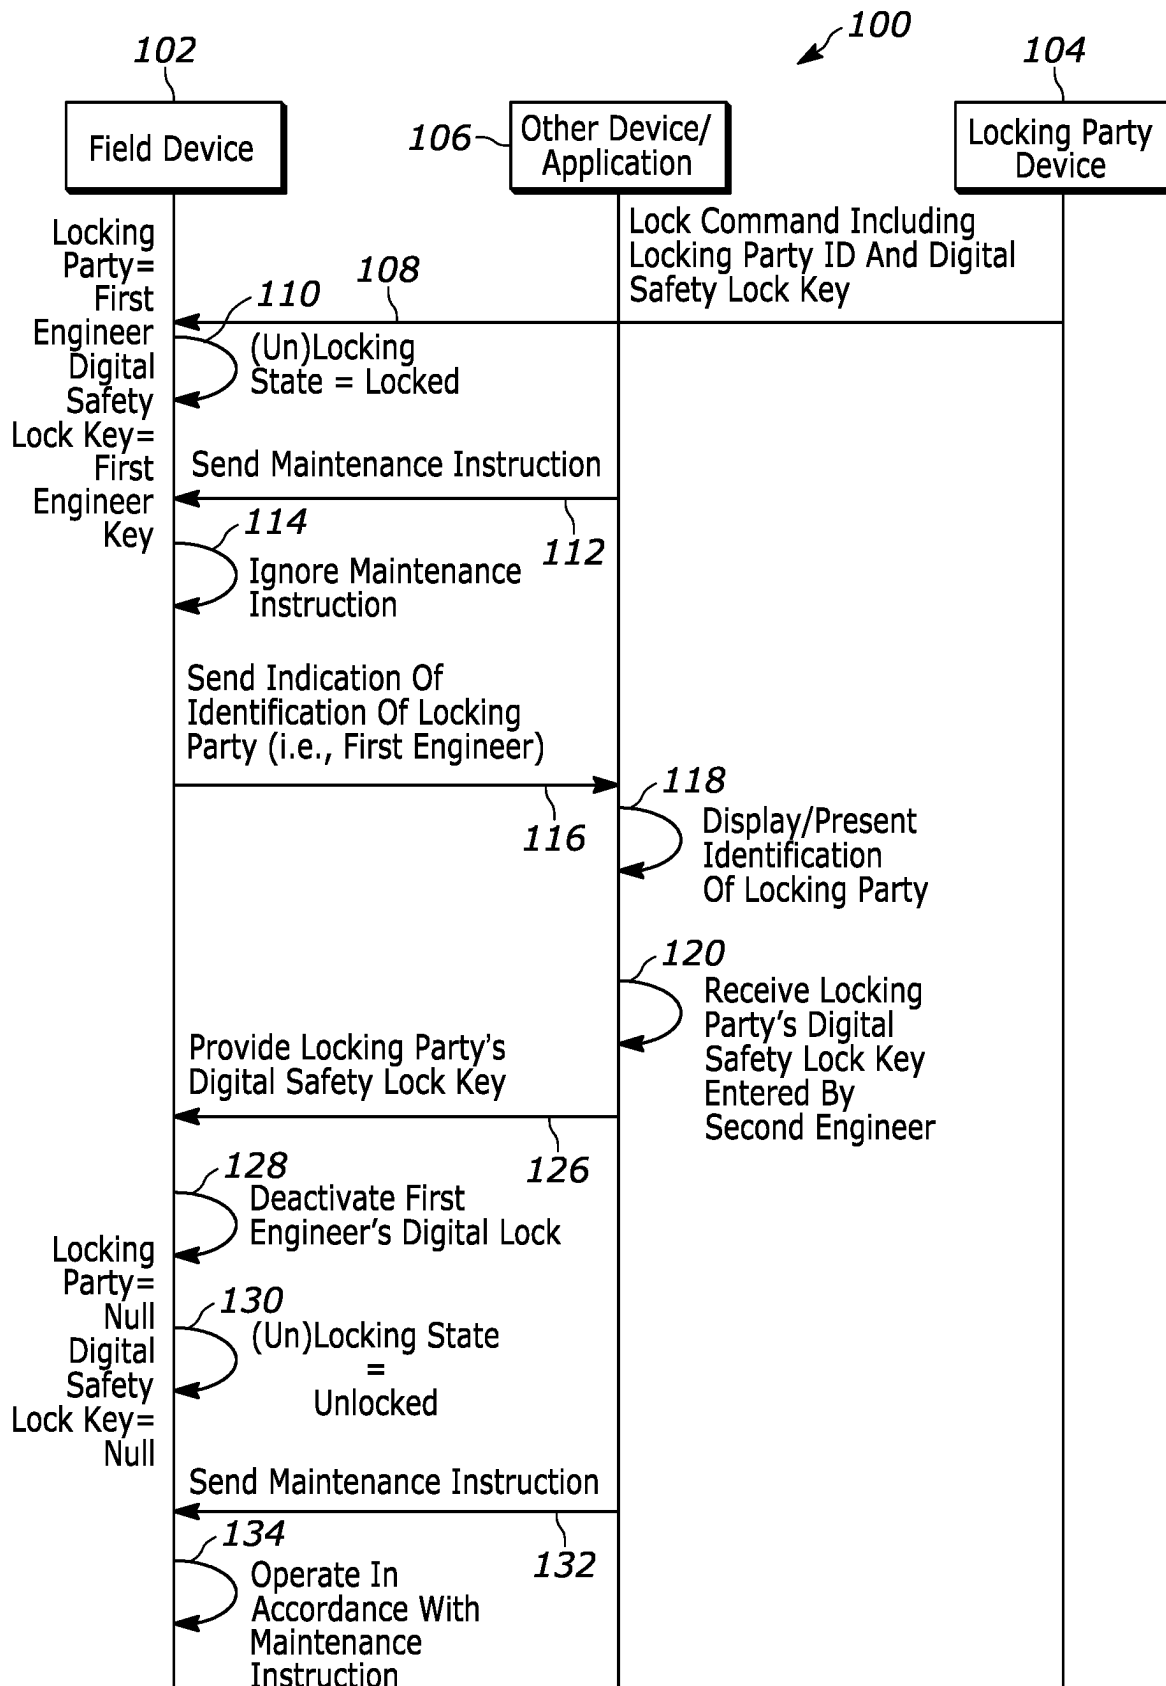 100
102
106
104
Field Device
Other Device/
Application
Locking Party
Device
Locking
Party=
First
Engineer
Digital
Safety
Lock Key=
First
Engineer
Key
Lock Command Including
Locking Party ID And Digital
Safety Lock Key
108
110
(Un)Locking
State = Locked
Send Maintenance Instruction
112
114
Ignore Maintenance
Instruction
Send Indication Of
Identification Of Locking
Party (i.e., First Engineer)
116
118
Display/Present
Identification
Of Locking Party
120
Receive Locking
Party's Digital
Safety Lock Key
Entered By
Second Engineer
Provide Locking Party's
Digital Safety Lock Key
126
128
Deactivate First
Engineer's Digital Lock
Locking
Party=
Null
Digital
Safety
Lock Key=
Null
130
(Un)Locking State
=
Unlocked
Send Maintenance Instruction
132
134
Operate In
Accordance With
Maintenance
Instruction